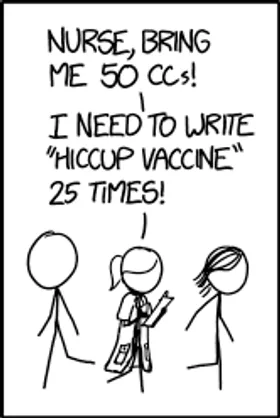 NURSE, BRING
ME 50 CCs!
I NEED TO WRITE
"HICCUP VACCINE"
25 TIMES!